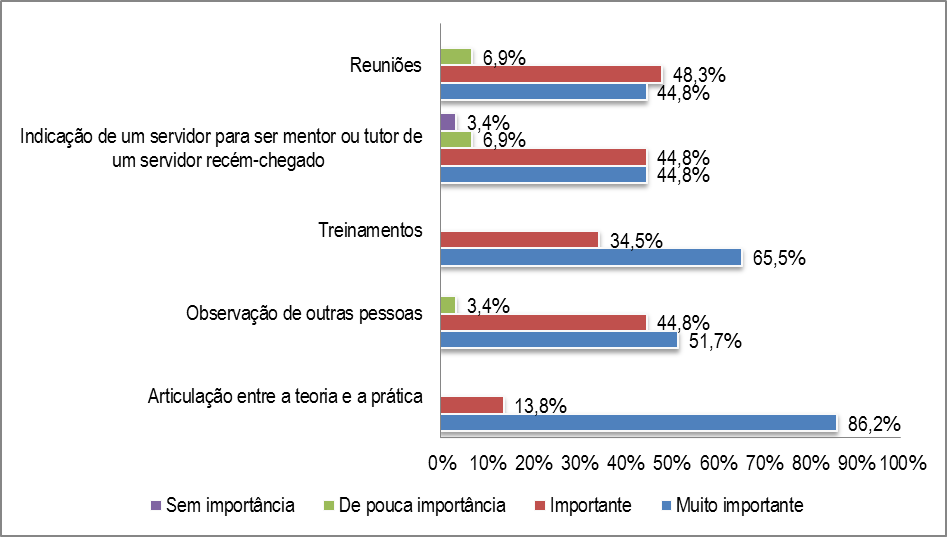 Reuniões
6,9%
48,3%
44,8%
Indicação de um servidor para ser mentor ou tutor de
um servidor recém-chegado
3,4%
6,9%
44,8%
44,8%
Treinamentos
34,5%
65,5%
Observação de outras pessoas
3,4%
44,8%
51,7%
Articulação entre a teoria e a prática
13,8%
86,2%
0% 10% 20% 30% 40% 50% 60% 70% 80% 90% 100%
Sem importância De pouca importância Importante Muito importante